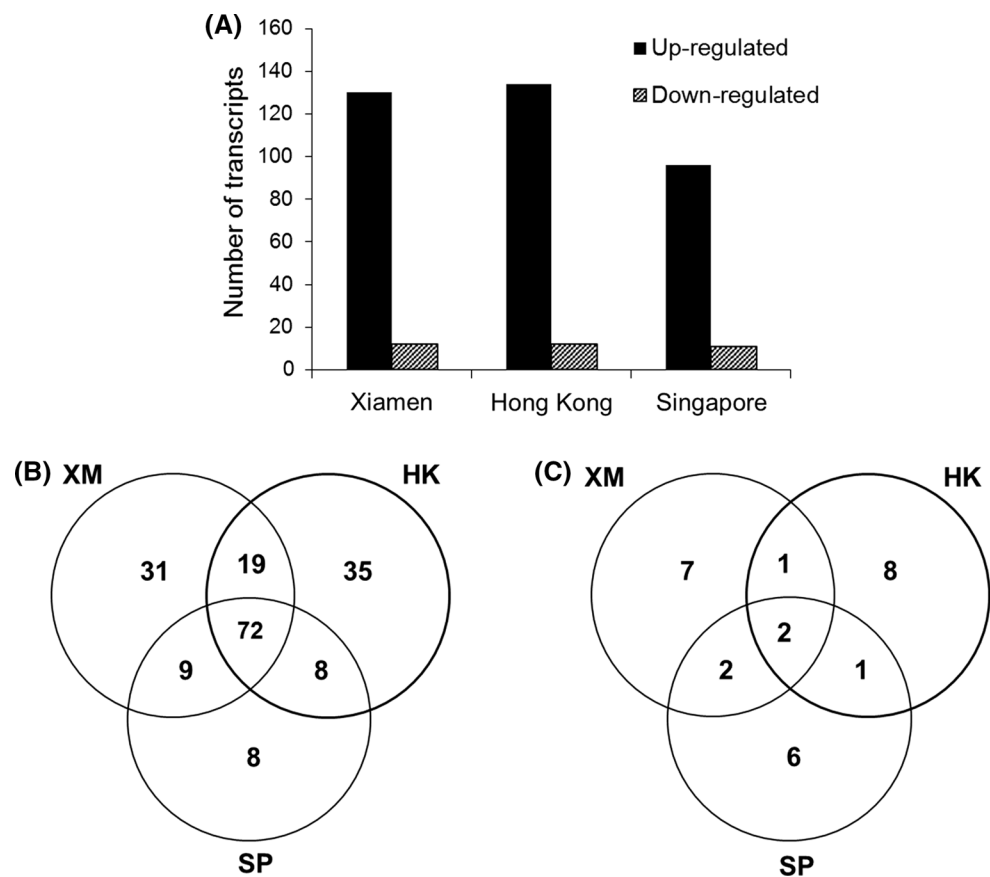 (A)
160
140
120
100
80
60
40
20
0
Number of transcripts
Up-regulated
Down-regulated
Xiamen Hong Kong Singapore
(B) XM HK
31 19 35
72
9 8
8
SP
(C) XM HK
7 1 8
2
2 1
6
SP